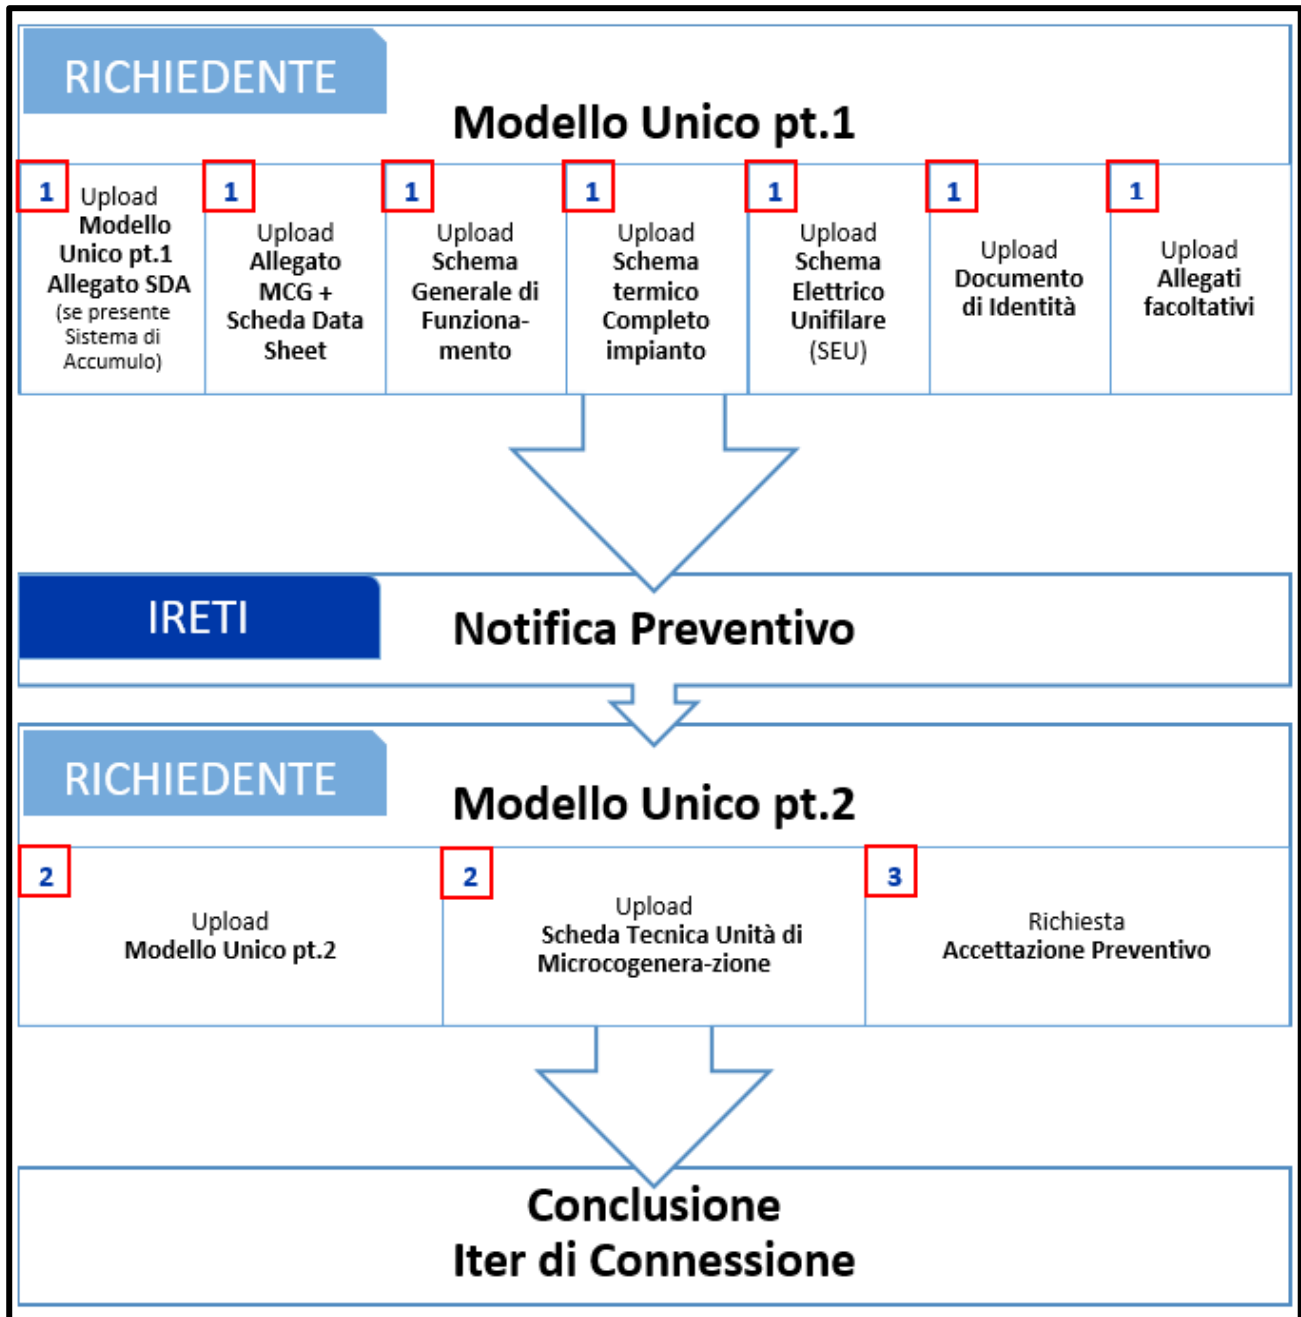 RICHIEDENTE
Modello Unico pt.1
1
Upload
Modello
Unico pt.1
Allegato SDA
(se presente
Sistema di
Accumulo)
1
Upload
Allegato
MCG +
Scheda Data
Sheet
1
Upload
Schema
Generale di
Funziona-
mento
1
Upload
Schema
termico
Completo
impianto
1
Upload
Schema
Elettrico
Unifilare
(SEU)
1
Upload
Documento
di Identità
1
Upload
Allegati
facoltativi
IRETI
Notifica Preventivo
RICHIEDENTE
Modello Unico pt.2
2
Upload
Modello Unico pt.2
2
Upload
Scheda Tecnica Unità di
Microcogenera-zione
3
Richiesta
Accettazione Preventivo
Conclusione
Iter di Connessione